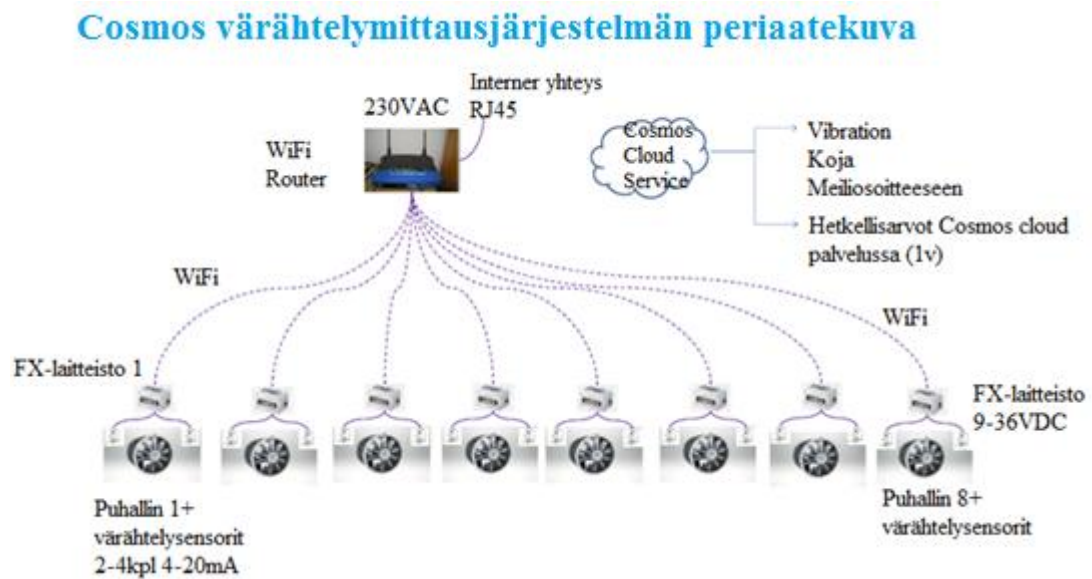 Cosmos värähtelymittausjärjestelmän periaatekuva
Interner yhteys
RJ45
230VAC
WiFi
Router
Cosmos
Cloud
Service
Vibration
Koja
Meiliosoitteeseen
Hetkellisarvot Cosmos cloud
palvelussa (1v)
WiFi
WiFi
FX-laitteisto 1
FX-laitteisto
9-36VDC
Puhallin 1+
värähtelysensorit
2-4kpl 4-20mA
Puhallin 8+
värähtelysensorit